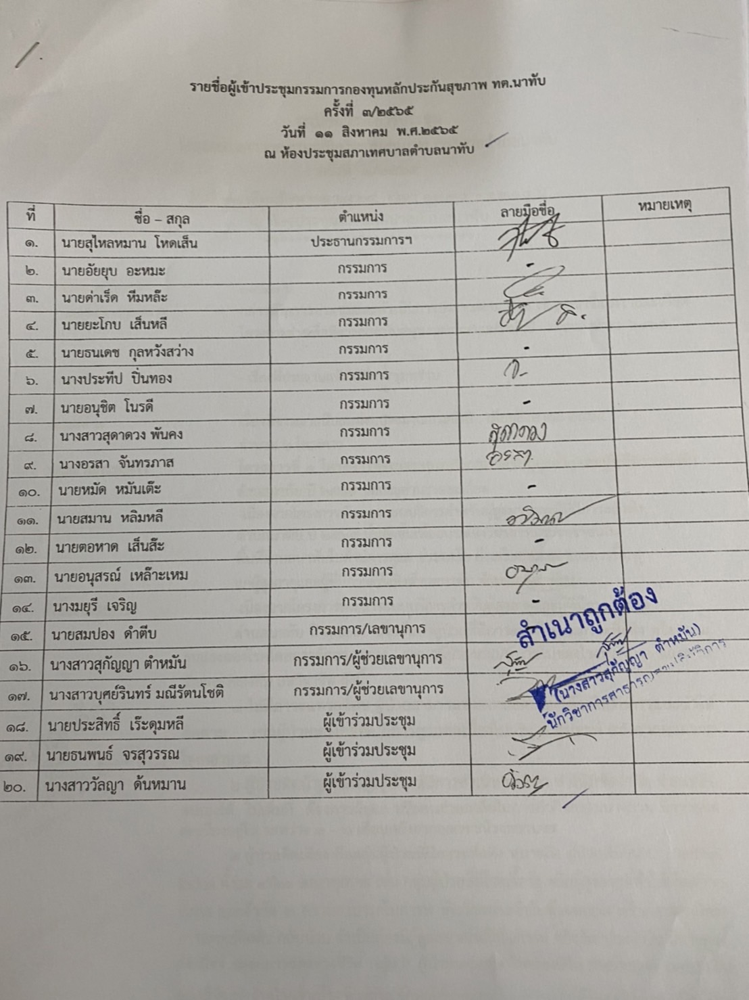 รายชื่อผู้เข้าประชุมกรรมการกองทุนหลักประกันสุขภาพ ทต.นาทับ
ครั้งที่ ๓/๒๕๖๕
วันที่ ๑๑ สิงหาคม พ.ศ.๒๕๖๕
ณ ห้องประชุมสภาเทศบาลตำบลนาทับ
ที่ ชื่อ – สกุล ตำแหน่ง ลายมือชื่อ หมายเหตุ
๑. นายสุไหลหมาน โหดเส็น ประธานกรรมการฯ
๒. นายอัยยุบ อะหมะ กรรมการ -
๓. นายด่าเร็ด หีมหล๊ะ กรรมการ
๔. นายยะโกบ เส็นหลี กรรมการ
๕. นายธนเดช กุลหวังสว่าง กรรมการ -
๖. นางประทีป ปิ่นทอง กรรมการ
๗. นายอนุชิต โนรดี กรรมการ -
๘. นางสาวสุดาดวง พันคง กรรมการ สุดาดวง
๙. นางอรสา จันทรภาส กรรมการ อรสา
๑๐. นายหมัด หมันเต๊ะ กรรมการ -
๑๑. นายสมาน หลิมหลี กรรมการ
๑๒. นายตอหาด เส็นส๊ะ กรรมการ -
๑๓. นายอนุสรณ์ เหล๊าะเหม กรรมการ
๑๔. นางมยุรี เจริญ กรรมการ -
๑๕. นายสมปอง ดำตีบ กรรมการ/เลขานุการ
๑๖. นางสาวสุกัญญา ตำหมัน กรรมการ/ผู้ช่วยเลขานุการ
๑๗. นางสาวบุศย์รินทร์ มณีรัตนโชติ กรรมการ/ผู้ช่วยเลขานุการ
๑๘. นายประสิทธิ์ เร๊ะดุมหลี ผู้เข้าร่วมประชุม
๑๙. นายธนพนธ์ จรสุวรรณ ผู้เข้าร่วมประชุม
๒๐. นางสาววัลญา ด้นหมาน ผู้เข้าร่วมประชุม
สำเนาถูกต้อง
(นางสาวสุกัญญา ตำหมัน)
นักวิชาการสาธารณสุขปฏิบัติการ